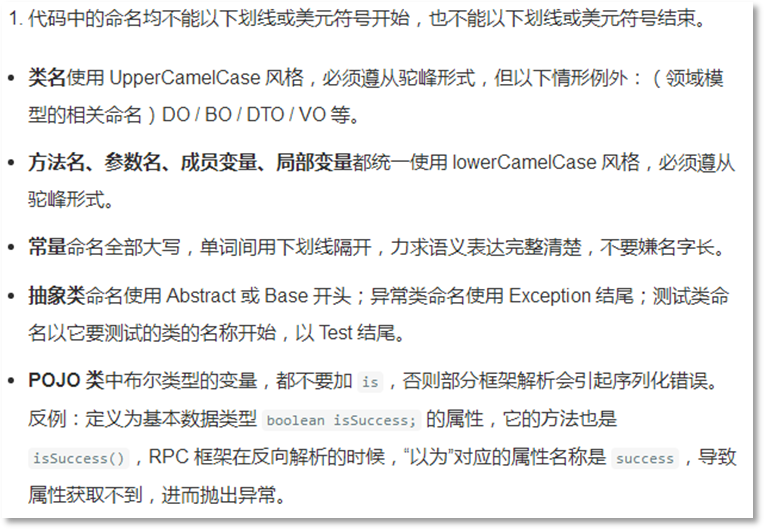 1. 代码中的命名均不能以下划线或美元符号开始，也不能以下划线或美元符号结束。
• 类名使用 UpperCamelCase 风格，必须遵从驼峰形式，但以下情形例外：（领域模
型的相关命名）DO / BO / DTO / VO 等。
• 方法名、参数名、成员变量、局部变量都统一使用 lowerCamelCase 风格，必须遵从
驼峰形式。
• 常量命名全部大写，单词间用下划线隔开，力求语义表达完整清楚，不要嫌名字长。
• 抽象类命名使用 Abstract 或 Base 开头；异常类命名使用 Exception 结尾；测试类命
名以它要测试的类的名称开始，以 Test 结尾。
• POJO 类中布尔类型的变量，都不要加 is ，否则部分框架解析会引起序列化错误。
反例：定义为基本数据类型 boolean isSuccess; 的属性，它的方法也是
isSuccess() ，RPC 框架在反向解析的时候，“以为”对应的属性名称是 success ，导致
属性获取不到，进而抛出异常。